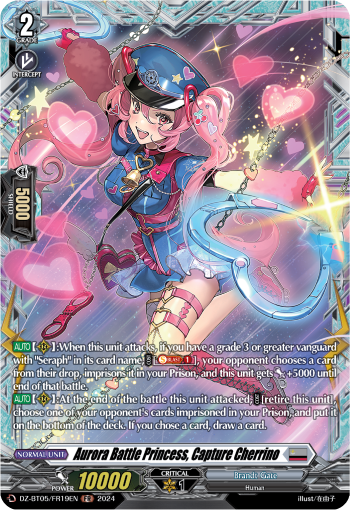 2
GRADE
INTERCEPT
5000
SHIELD
AUTO :When this unit attacks, if you have a grade 3 or greater vanguard
with "Seraph" in its card name, [S-BLAST 1], your opponent chooses a card
from their drop, imprisons it in your Prison, and this unit gets +5000 until
end of that battle.
AUTO :At the end of the battle this unit attacked, [retire this unit],
choose one of your opponent's cards imprisoned in your Prison, and put it
on the bottom of the deck. If you chose a card, draw a card.
NORMAL UNIT
Aurora Battle Princess, Capture Cherrino
POWER
10000
CRITICAL
1
Brandt Gate
Human
DZ-BT05/FR19EN FR 2024
illust/在由子